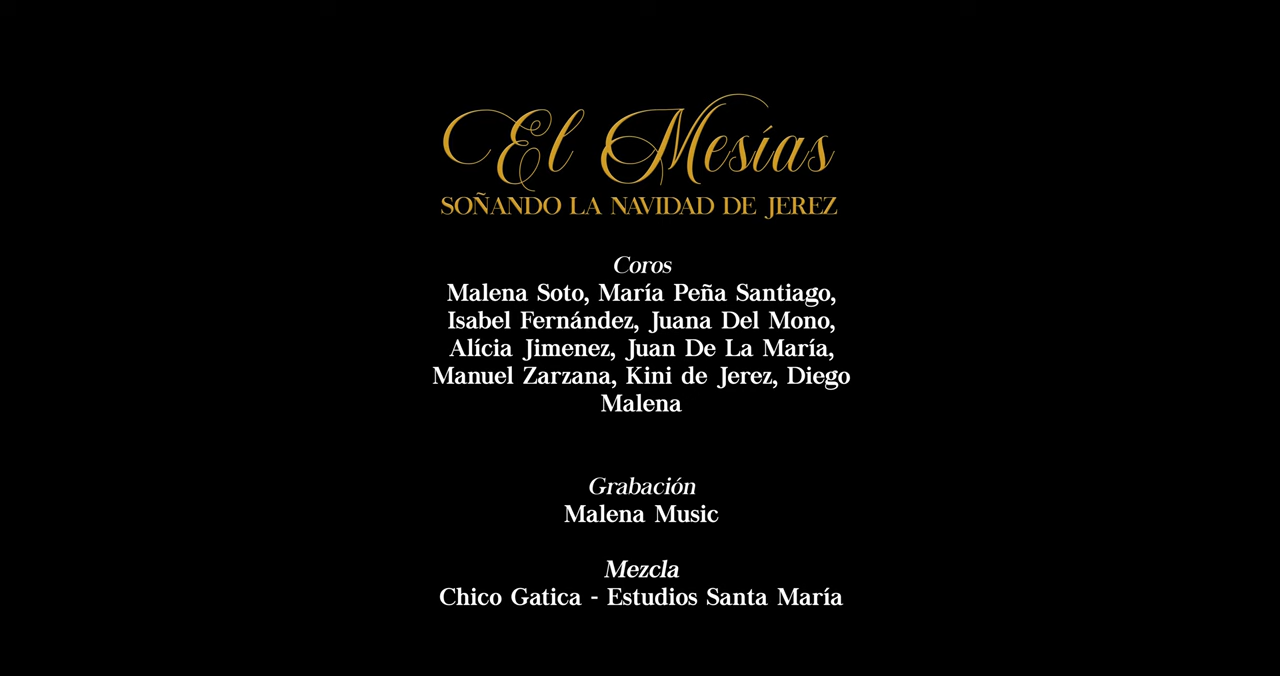 El Mesías
SOÑANDO LA NAVIDAD DE JEREZ
Coros
Malena Soto, María Peña Santiago,
Isabel Fernández, Juana Del Mono,
Alícia Jimenez, Juan De La María,
Manuel Zarzana, Kini de Jerez, Diego
Malena
Grabación
Malena Music
Mezcla
Chico Gatica - Estudios Santa María